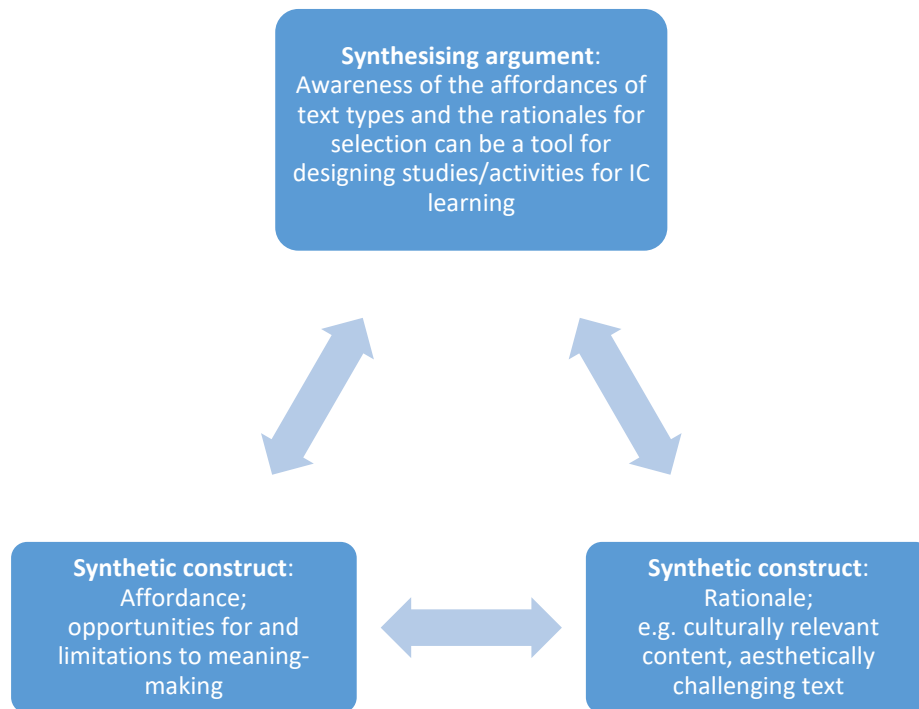 Synthesising argument:
Awareness of the affordances of
text types and the rationales for
selection can be a tool for
designing studies/activities for IC
learning
Synthetic construct:
Affordance;
opportunities for and
limitations to meaning-
making
Synthetic construct:
Rationale;
e.g. culturally relevant
content, aesthetically
challenging text